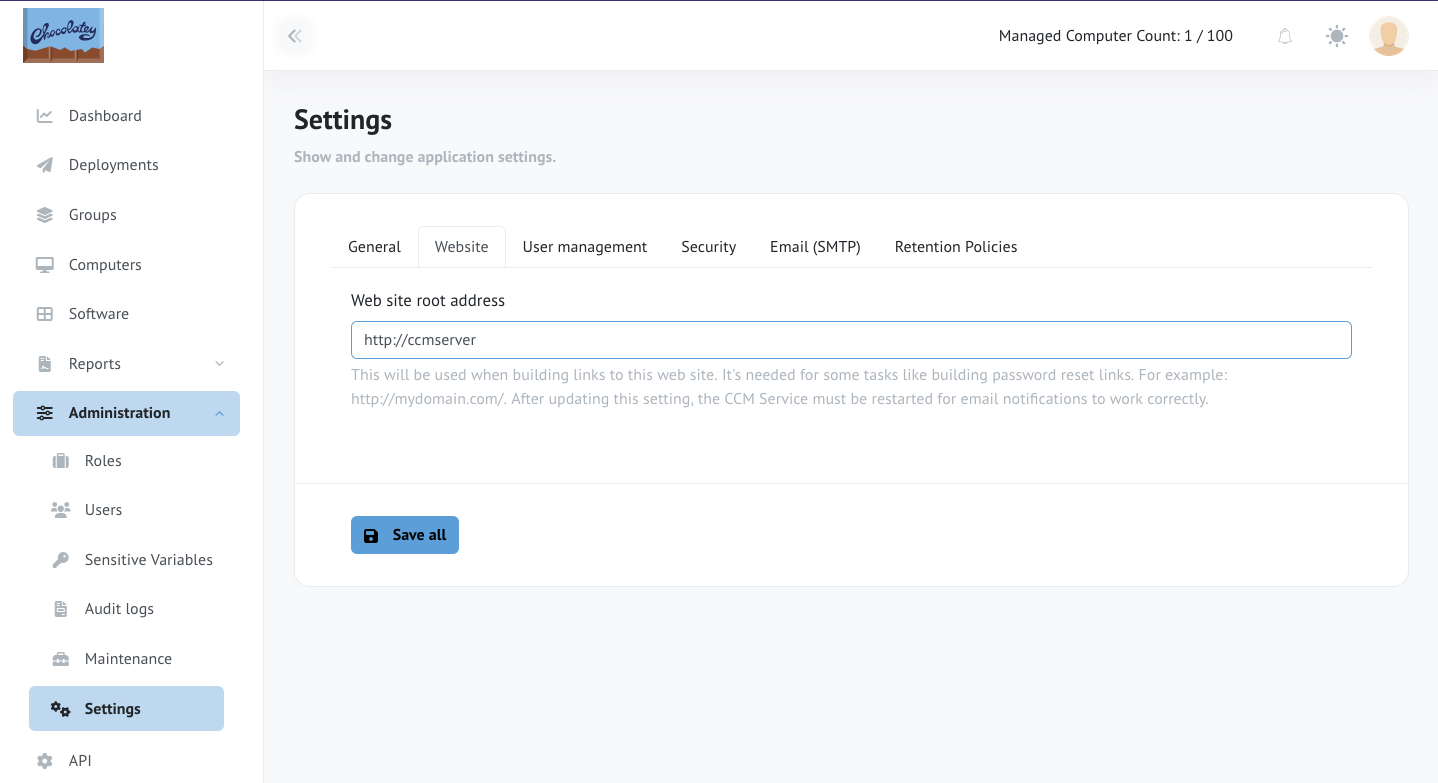 Chocolatey
Managed Computer Count: 1 / 100
Dashboard
Deployments
Groups
Computers
Software
Reports
Administration
Roles
Users
Sensitive Variables
Audit logs
Maintenance
Settings
API
Settings
Show and change application settings.
General
Website
User management
Security
Email (SMTP)
Retention Policies
Web site root address
http://ccmserver
This will be used when building links to this web site. It's needed for some tasks like building password reset links. For example:
http://mydomain.com/. After updating this setting, the CCM Service must be restarted for email notifications to work correctly.
Save all